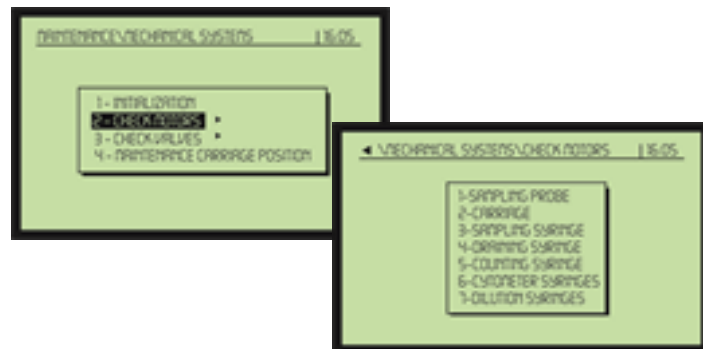 MAINTENANCE\MECHANICAL SYSTEMS | 16:05
1 - INITIALIZATION
2 - CHECK MOTORS
3 - CHECK VALVES
4 - MAINTENANCE CARRIAGE POSITION
\MECHANICAL SYSTEMS\CHECK MOTORS | 16:05
1-SAMPLING PROBE
2-CARRIAGE
3-SAMPLING SYRINGE
4-DRAINING SYRINGE
5-COUNTING SYRINGE
6-CYTOMETER SYRINGES
7-DILUTION SYRINGES